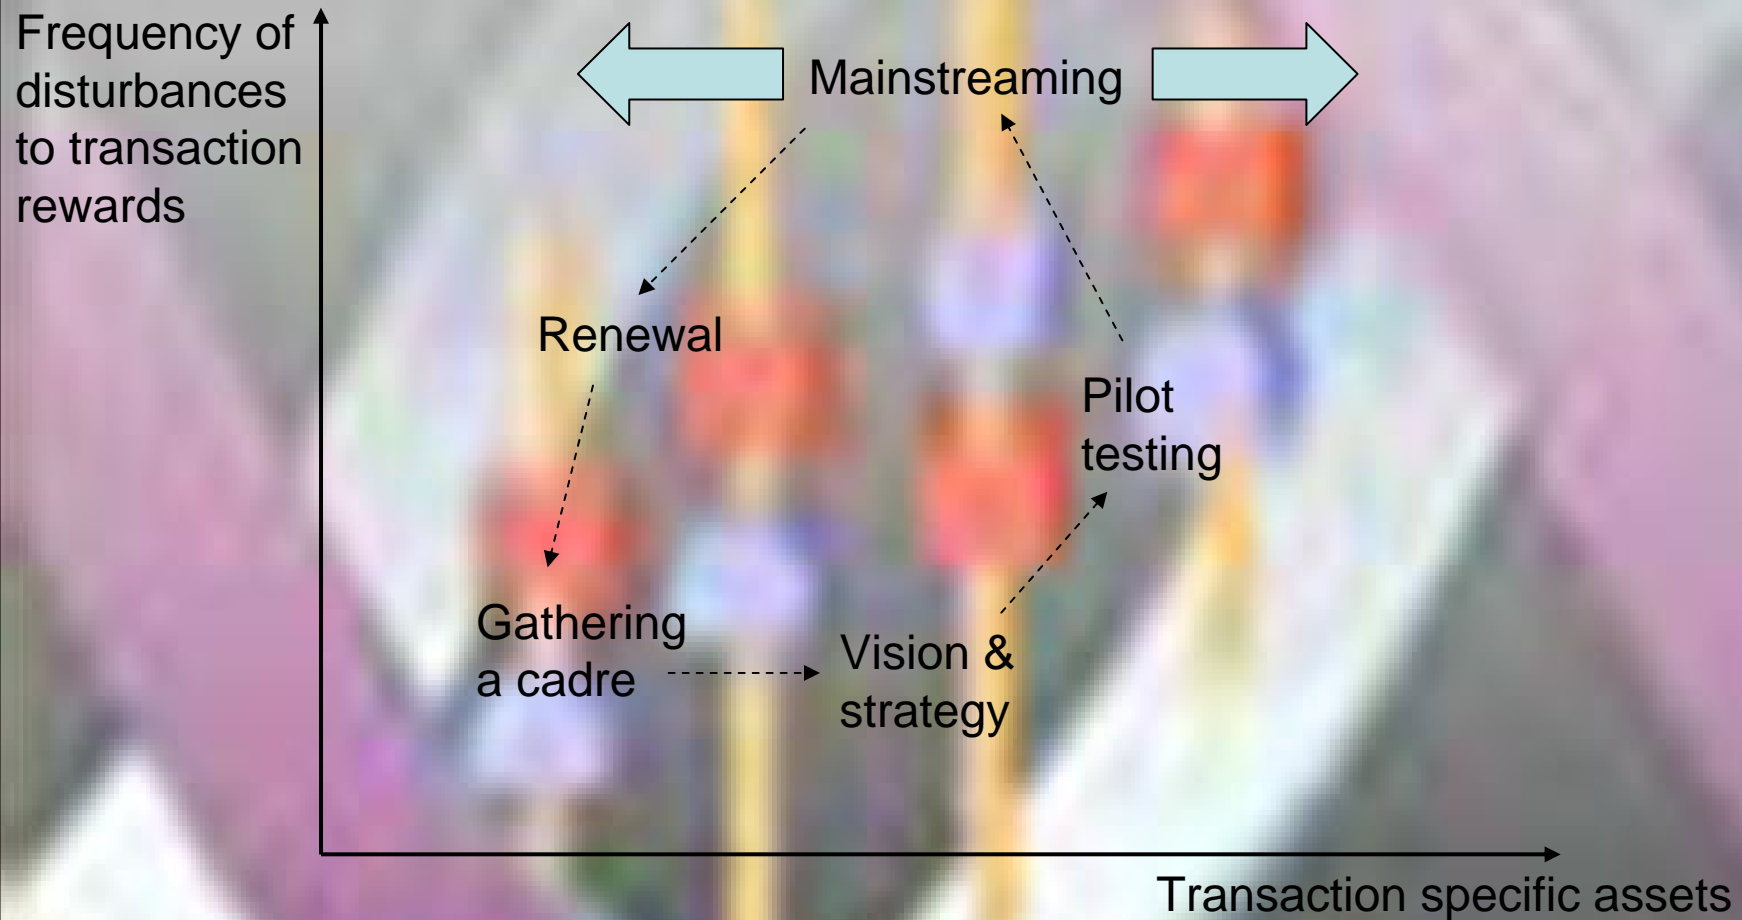 Frequency of
disturbances
to transaction
rewards
Mainstreaming
Renewal
Pilot
testing
Gathering
a cadre
Vision &
strategy
Transaction specific assets